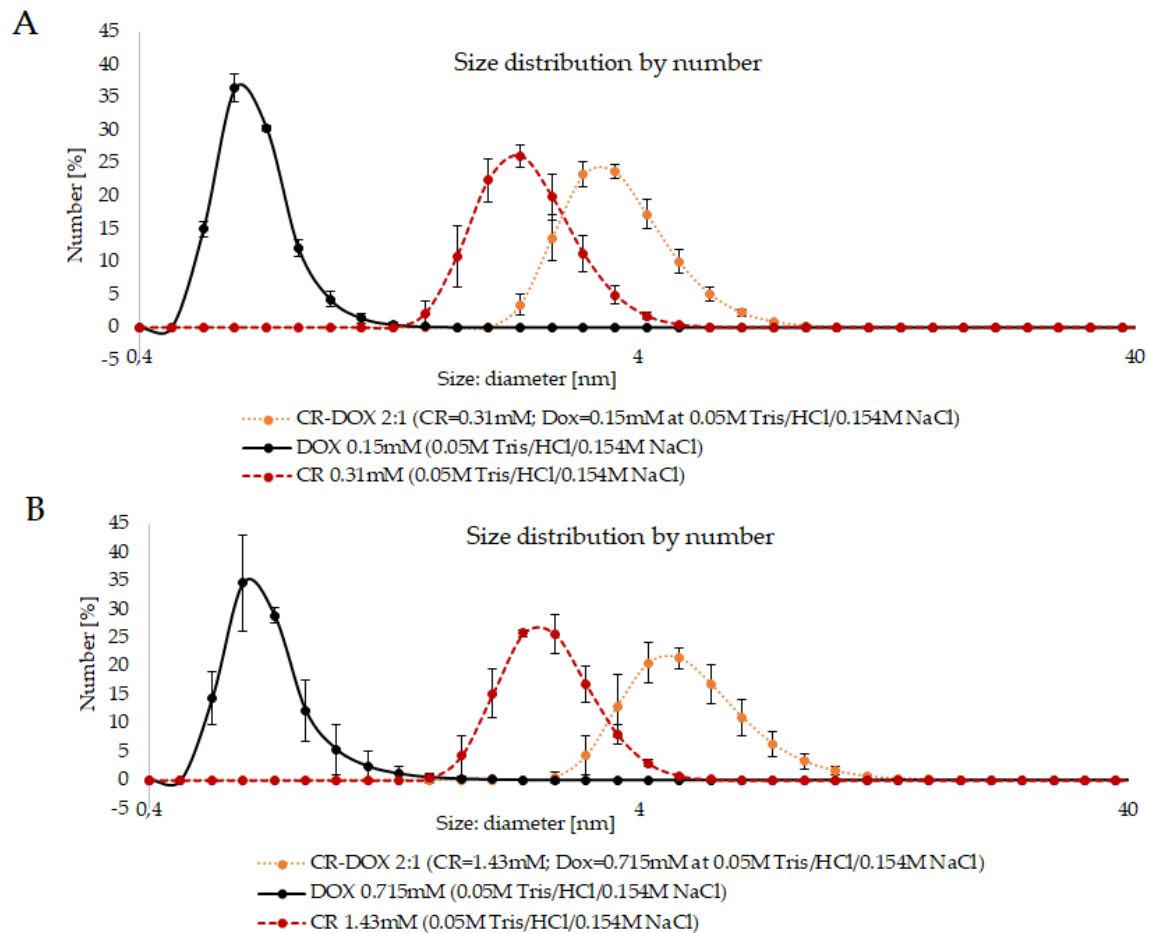 A
Size distribution by number
Number [%]
45
40
35
30
25
20
15
10
5
0
-5
0,4
4
40
Size: diameter [nm]
CR-DOX 2:1 (CR=0.31mM; Dox=0.15mM at 0.05M Tris/HCl/0.154M NaCl)
DOX 0.15mM (0.05M Tris/HCl/0.154M NaCl)
CR 0.31mM (0.05M Tris/HCl/0.154M NaCl)
B
Size distribution by number
Number [%]
45
40
35
30
25
20
15
10
5
0
-5
0,4
4
40
Size: diameter [nm]
CR-DOX 2:1 (CR=1.43mM; Dox=0.715mM at 0.05M Tris/HCl/0.154M NaCl)
DOX 0.715mM (0.05M Tris/HCl/0.154M NaCl)
CR 1.43mM (0.05M Tris/HCl/0.154M NaCl)